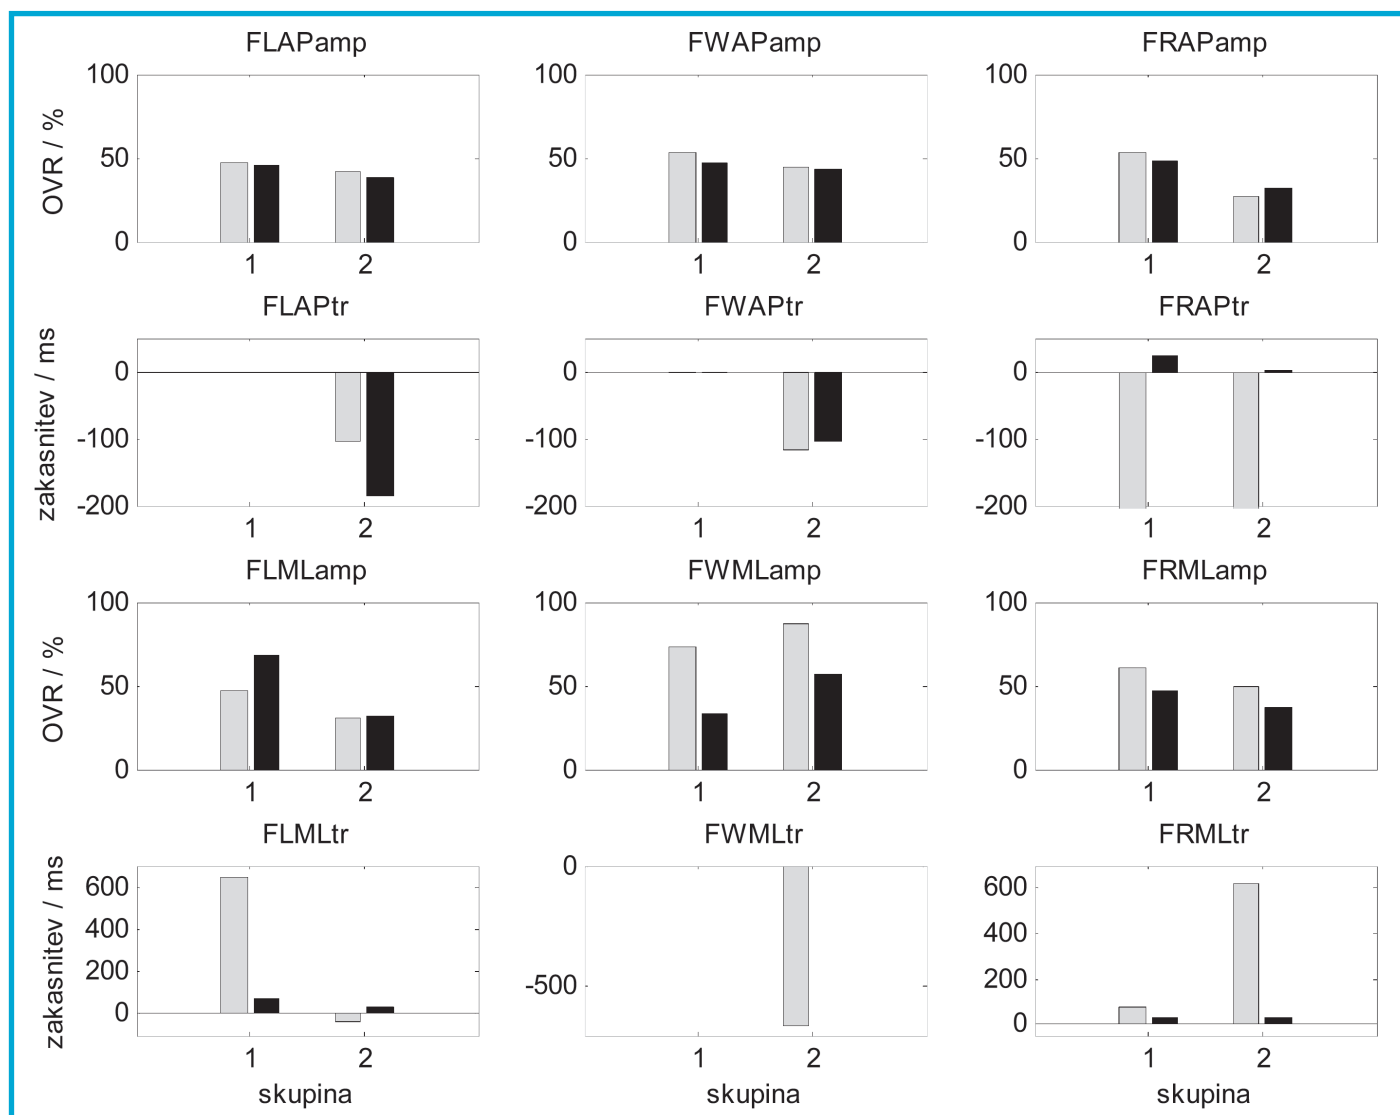 FLAPamp FWAPamp FRAPamp
OVR / %
100 100 100
50 50 50
0 0 0
1 2 1 2 1 2
FLAPtr FWAPtr FRAPtr
zakasnitev / ms
0 0 0
-100 -100 -100
-200 -200 -200
1 2 1 2 1 2
FLMLamp FWMLamp FRMLamp
OVR / %
100 100 100
50 50 50
0 0 0
1 2 1 2 1 2
FLMLtr FWMLtr FRMLtr
zakasnitev / ms
600 0 600
400 400
200 -500 200
0 0
1 2 1 2 1 2
skupina skupina skupina